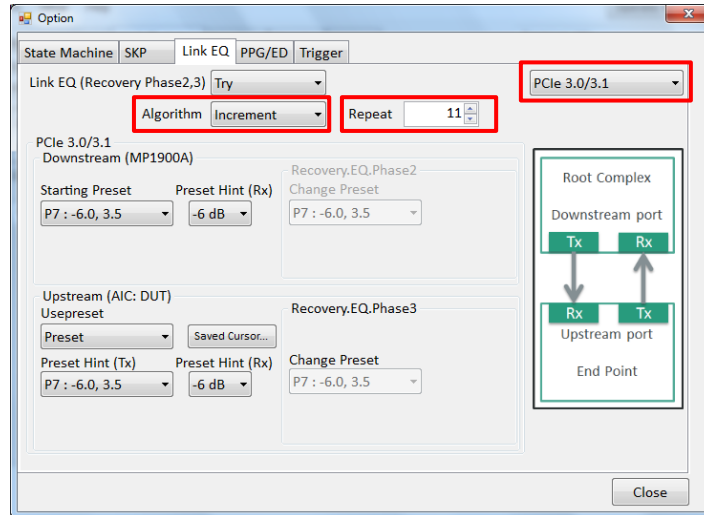 Option
State Machine SKP Link EQ PPG/ED Trigger
Link EQ (Recovery Phase2,3) Try PCIe 3.0/3.1
Algorithm Increment Repeat 11
PCIe 3.0/3.1
Downstream (MP1900A)
Recovery.EQ.Phase2
Starting Preset Preset Hint (Rx) Change Preset
P7 : -6.0, 3.5 -6 dB P7 : -6.0, 3.5
Upstream (AIC: DUT)
Usepreset Recovery.EQ.Phase3
Preset Saved Cursor...
Preset Hint (Tx) Preset Hint (Rx) Change Preset
P7 : -6.0, 3.5 -6 dB P7 : -6.0, 3.5
Root Complex
Downstream port
Tx Rx
Rx Tx
Upstream port
End Point
Close